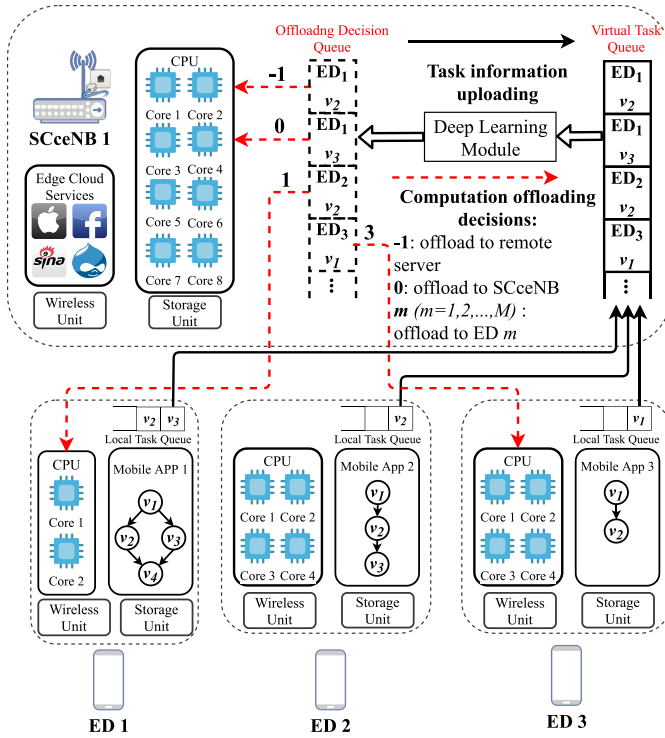 Offloadng Decision
Queue
Virtual Task
Queue
CPU
Core 1
Core 2
Core 3
Core 4
Core 5
Core 6
Core 7
Core 8
Storage
Unit
SCceNB 1
Edge Cloud
Services
sina
Wireless
Unit
-1
0
1
3
ED1
v2
ED1
v3
ED2
v2
ED3
v1
⋮
Task information
uploading
Deep Learning
Module
Computation offloading
decisions:
-1: offload to remote
server
0: offload to SCceNB
m (m=1,2,...,M) :
offload to ED m
ED1
v2
ED1
v3
ED2
v2
ED3
v1
⋮
v2 v3
Local Task Queue
CPU
Core 1
Core 2
Mobile APP 1
v1
v2
v3
v4
Wireless
Unit
Storage
Unit
ED 1
v2
Local Task Queue
CPU
Core 1
Core 2
Core 3
Core 4
Mobile App 2
v1
v2
v3
Wireless
Unit
Storage
Unit
ED 2
v1
Local Task Queue
CPU
Core 1
Core 2
Core 3
Core 4
Mobile App 3
v1
v2
Wireless
Unit
Storage
Unit
ED 3